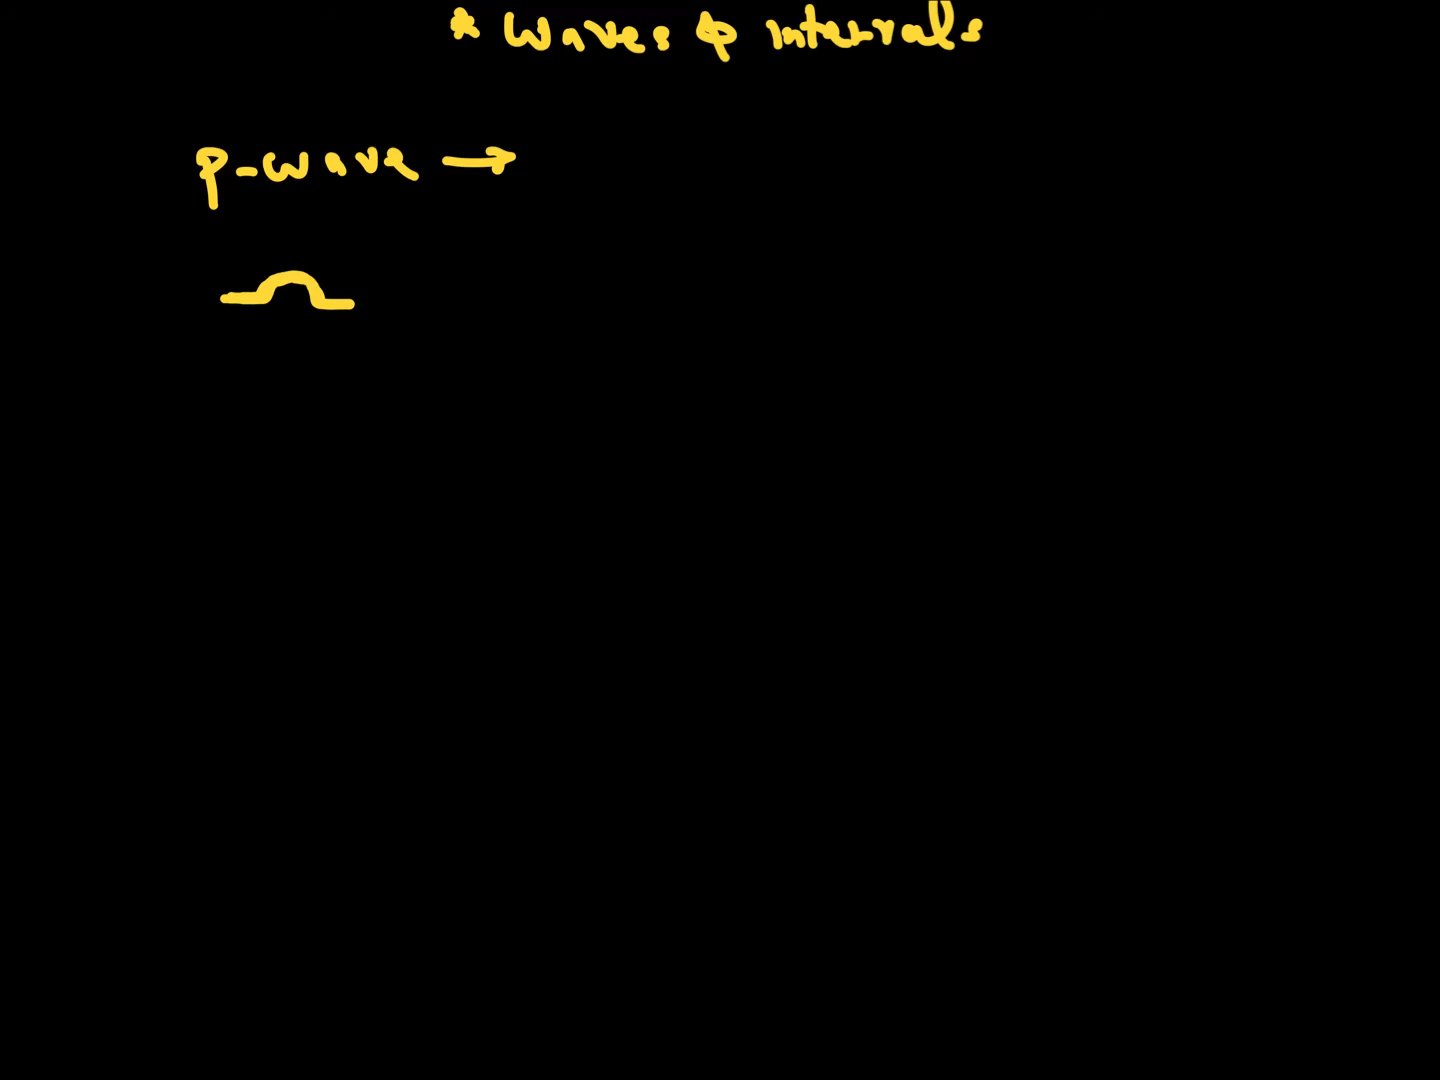 * Waves & intervals
P-wave →